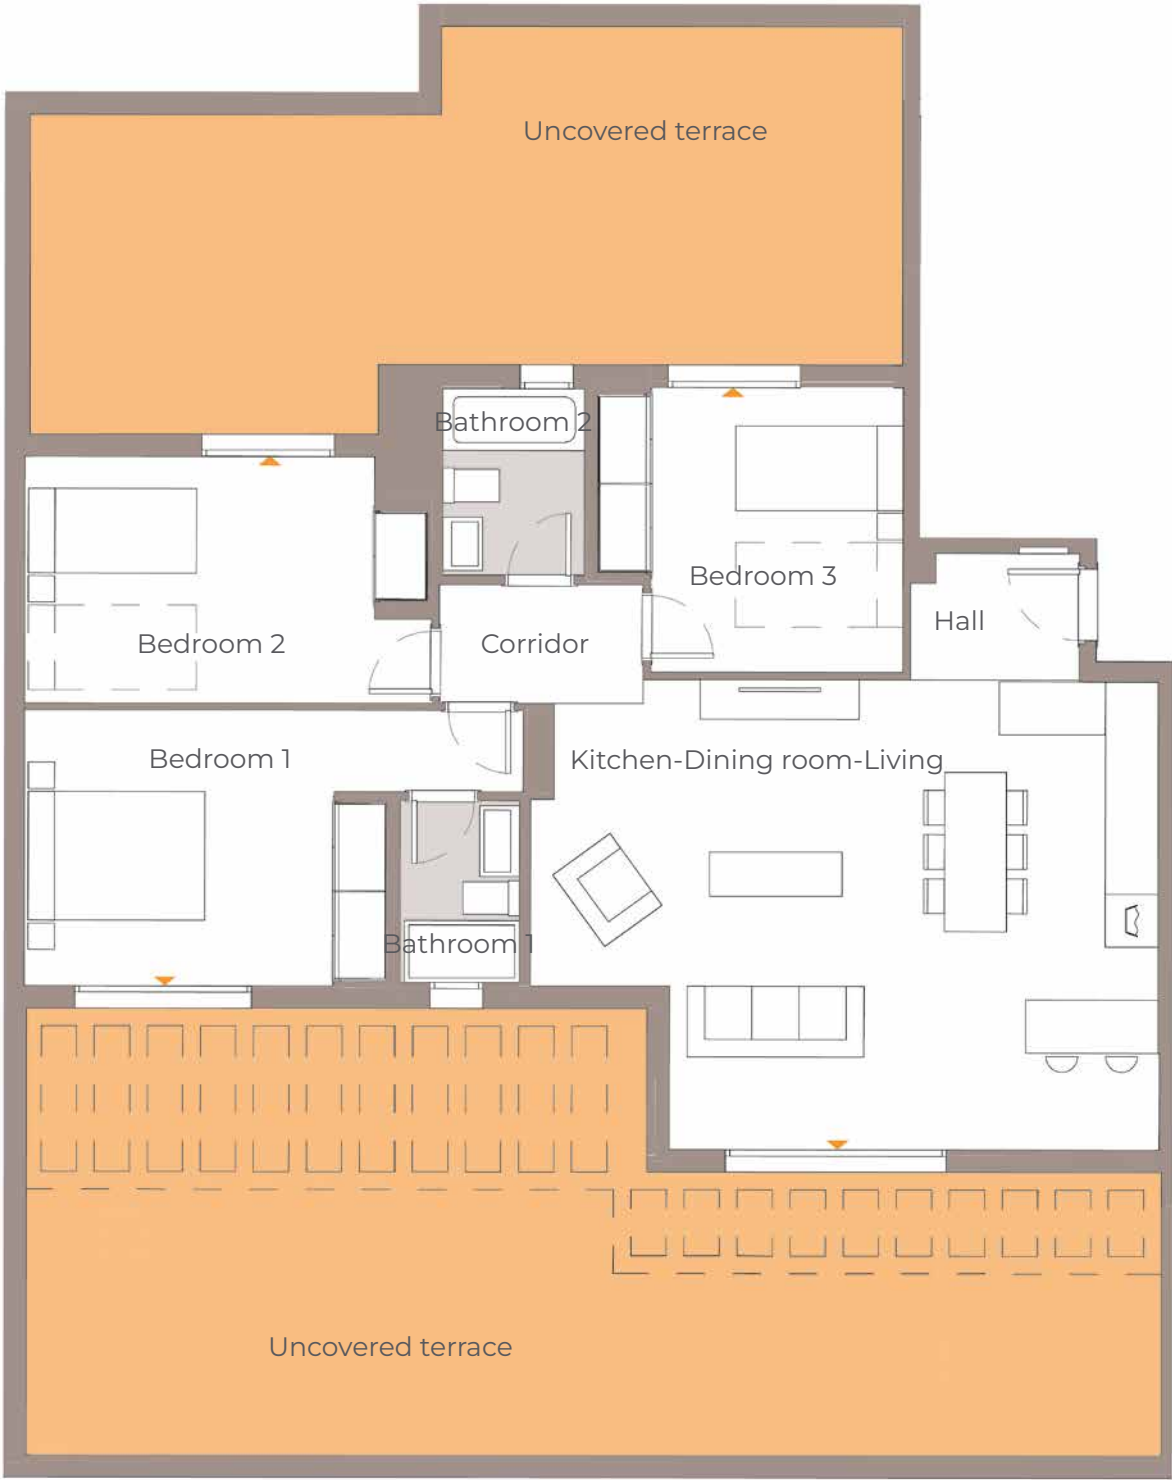 Uncovered terrace
Bathroom 2
Bedroom 3
Hall
Bedroom 2
Corridor
Bedroom 1
Kitchen-Dining room-Living
Bathroom 1
Uncovered terrace